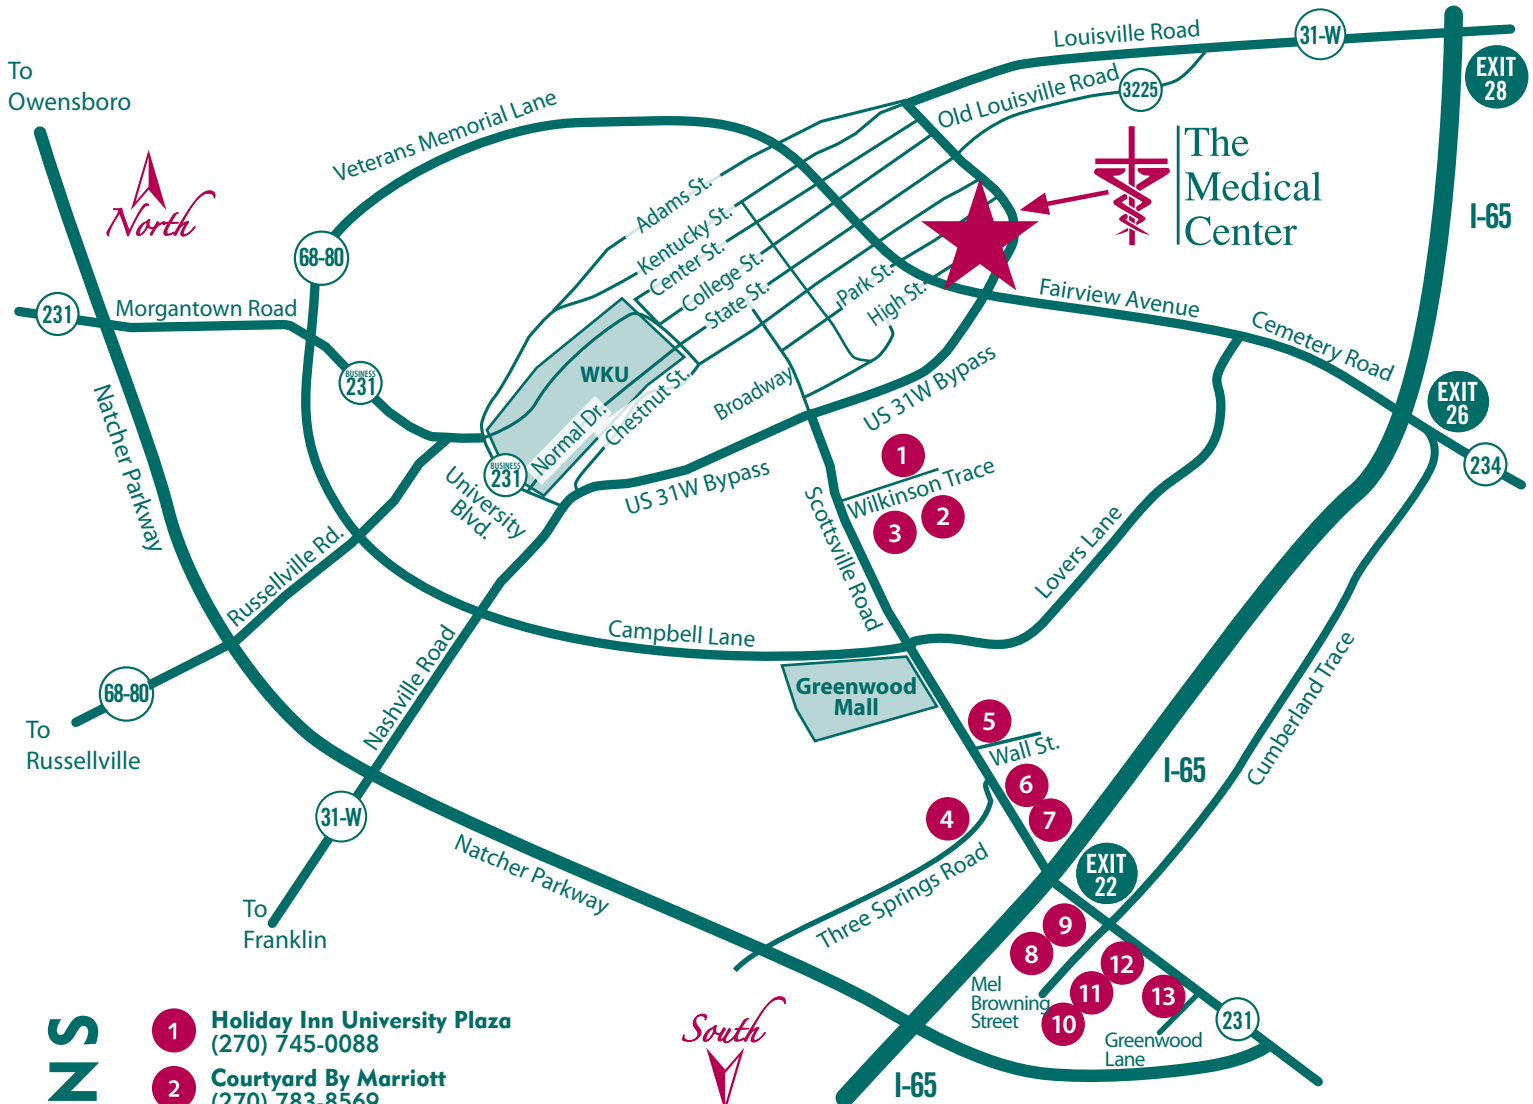 To
Owensboro
North
Veterans Memorial Lane
68-80
231
Morgantown Road
BUSINESS
231
Natcher Parkway
Louisville Road
31-W
EXIT
28
Old Louisville Road
3225
The
Medical
Center
I-65
Adams St.
Kentucky St.
Center St.
College St.
State St.
Park St.
High St.
Fairview Avenue
Cemetery Road
EXIT
26
234
WKU
Normal Dr.
Chestnut St.
Broadway
US 31W Bypass
BUSINESS
231
University
Blvd.
US 31W Bypass
1
Wilkinson Trace
3
2
Scottsville Road
Lovers Lane
Russellville Rd.
Campbell Lane
68-80
To
Russellville
Nashville Road
Greenwood
Mall
5
Wall St.
6
7
4
Three Springs Road
I-65
Cumberland Trace
31-W
To
Franklin
Natcher Parkway
EXIT
22
9
8
12
11
13
10
Mel
Browning
Street
Greenwood
Lane
231
South
I-65
NS
1 Holiday Inn University Plaza
(270) 745-0088
2 Courtyard By Marriott
(270) 783-8569